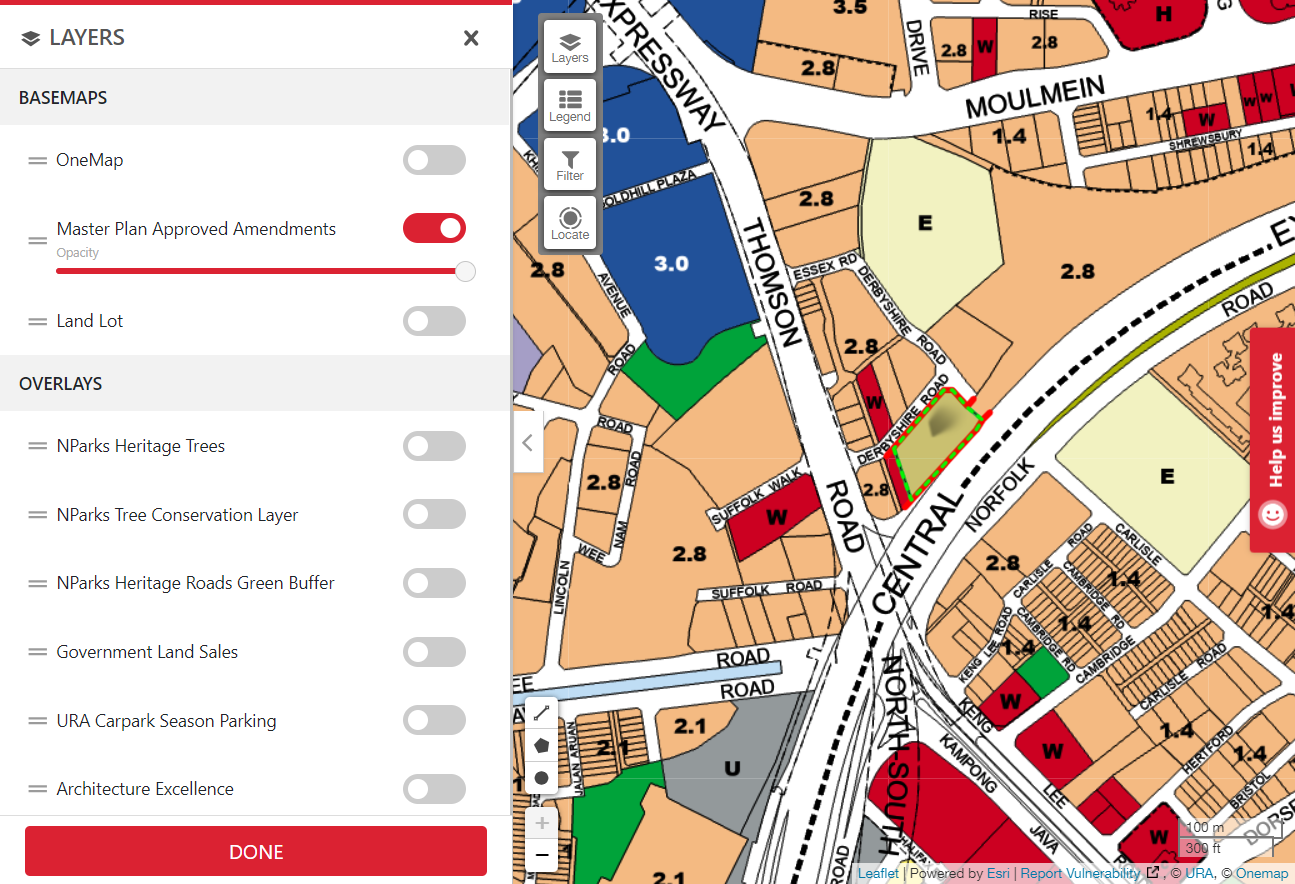 LAYERS
BASEMAPS
OneMap
Master Plan Approved Amendments
Opacity
Land Lot
OVERLAYS
NParks Heritage Trees
NParks Tree Conservation Layer
NParks Heritage Roads Green Buffer
Government Land Sales
URA Carpark Season Parking
Architecture Excellence
DONE
Layers
Legend
Filter
Locate
EXPRESSWAY
3.5
2.8
DRIVE
RISE
2.8
W
2.8
H
MOULMEIN
1.4
W
W
W
SHREWSBURY
1.4
1.4
3.0
GOLDHILL PLAZA
2.8
E
THOMSON
3.0
2.8
AVENUE
ESSEX RD
DERBYSHIRE ROAD
2.8
ROAD
2.8
ROAD
W
DERBYSHIRE ROAD
2.8
ROAD
ROAD
2.8
ROAD
NAM
WEE
LINCOLN
SUFFOLK WALK
W
2.8
SUFFOLK ROAD
ROAD
CENTRAL
NORFOLK
E
2.8
CARLISLE
ROAD
CARLISLE
1.4
CAMBRIDGE RD
1.4
CAMBRIDGE RD
1.4
KENG LEE ROAD
CAMBRIDGE
CARLISLE ROAD
1.4
W
KENG
W
LEE
1.4
HERTFORD
1.4
BRISTOL
ROAD
ROAD
NORTH-SOUTH
2.1
2.1
JALAN ARUAN
U
KAMPONG
JAVA
W
HALIFAX
ROAD
2.1
Help us improve
100 m
300 ft
Leaflet | Powered by Esri | Report Vulnerability , © URA, © Onemap